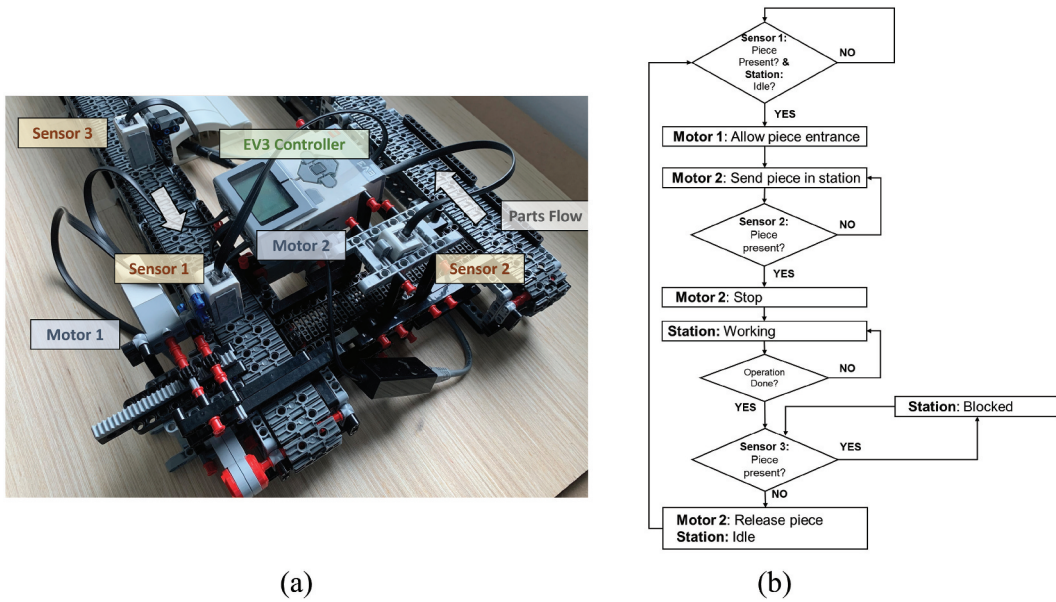 Sensor 3
EV3 Controller
Motor 2
Parts Flow
Sensor 1
Sensor 2
Motor 1
(a)
Sensor 1:
Piece
Present? &
Station:
Idle?
NO
YES
Motor 1: Allow piece entrance
Motor 2: Send piece in station
Sensor 2:
Piece
present?
NO
YES
Motor 2: Stop
Station: Working
Operation
Done?
NO
YES
Station: Blocked
Sensor 3:
Piece
present?
YES
NO
Motor 2: Release piece
Station: Idle
(b)